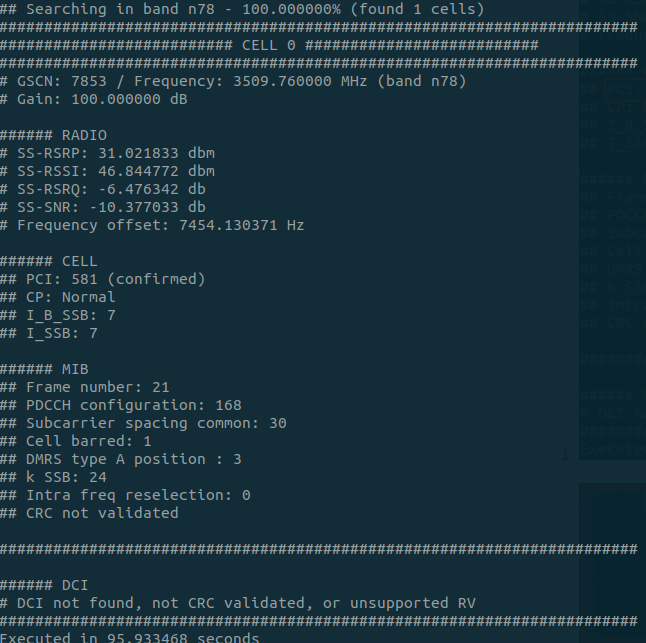 ## Searching in band n78 - 100.000000% (found 1 cells)
#######################################################################
########################## CELL 0 ##########################
#######################################################################
# GSCN: 7853 / Frequency: 3509.760000 MHz (band n78)
# Gain: 100.000000 dB
###### RADIO
# SS-RSRP: 31.021833 dbm
# SS-RSSI: 46.844772 dbm
# SS-RSRQ: -6.476342 db
# SS-SNR: -10.377033 db
# Frequency offset: 7454.130371 Hz
###### CELL
## PCI: 581 (confirmed)
## CP: Normal
## I_B_SSB: 7
## I_SSB: 7
###### MIB
## Frame number: 21
## PDCCH configuration: 168
## Subcarrier spacing common: 30
## Cell barred: 1
## DMRS type A position : 3
## k SSB: 24
## Intra freq reselection: 0
## CRC not validated
#######################################################################
###### DCI
# DCI not found, not CRC validated, or unsupported RV
#######################################################################
Executed in 95.933468 seconds